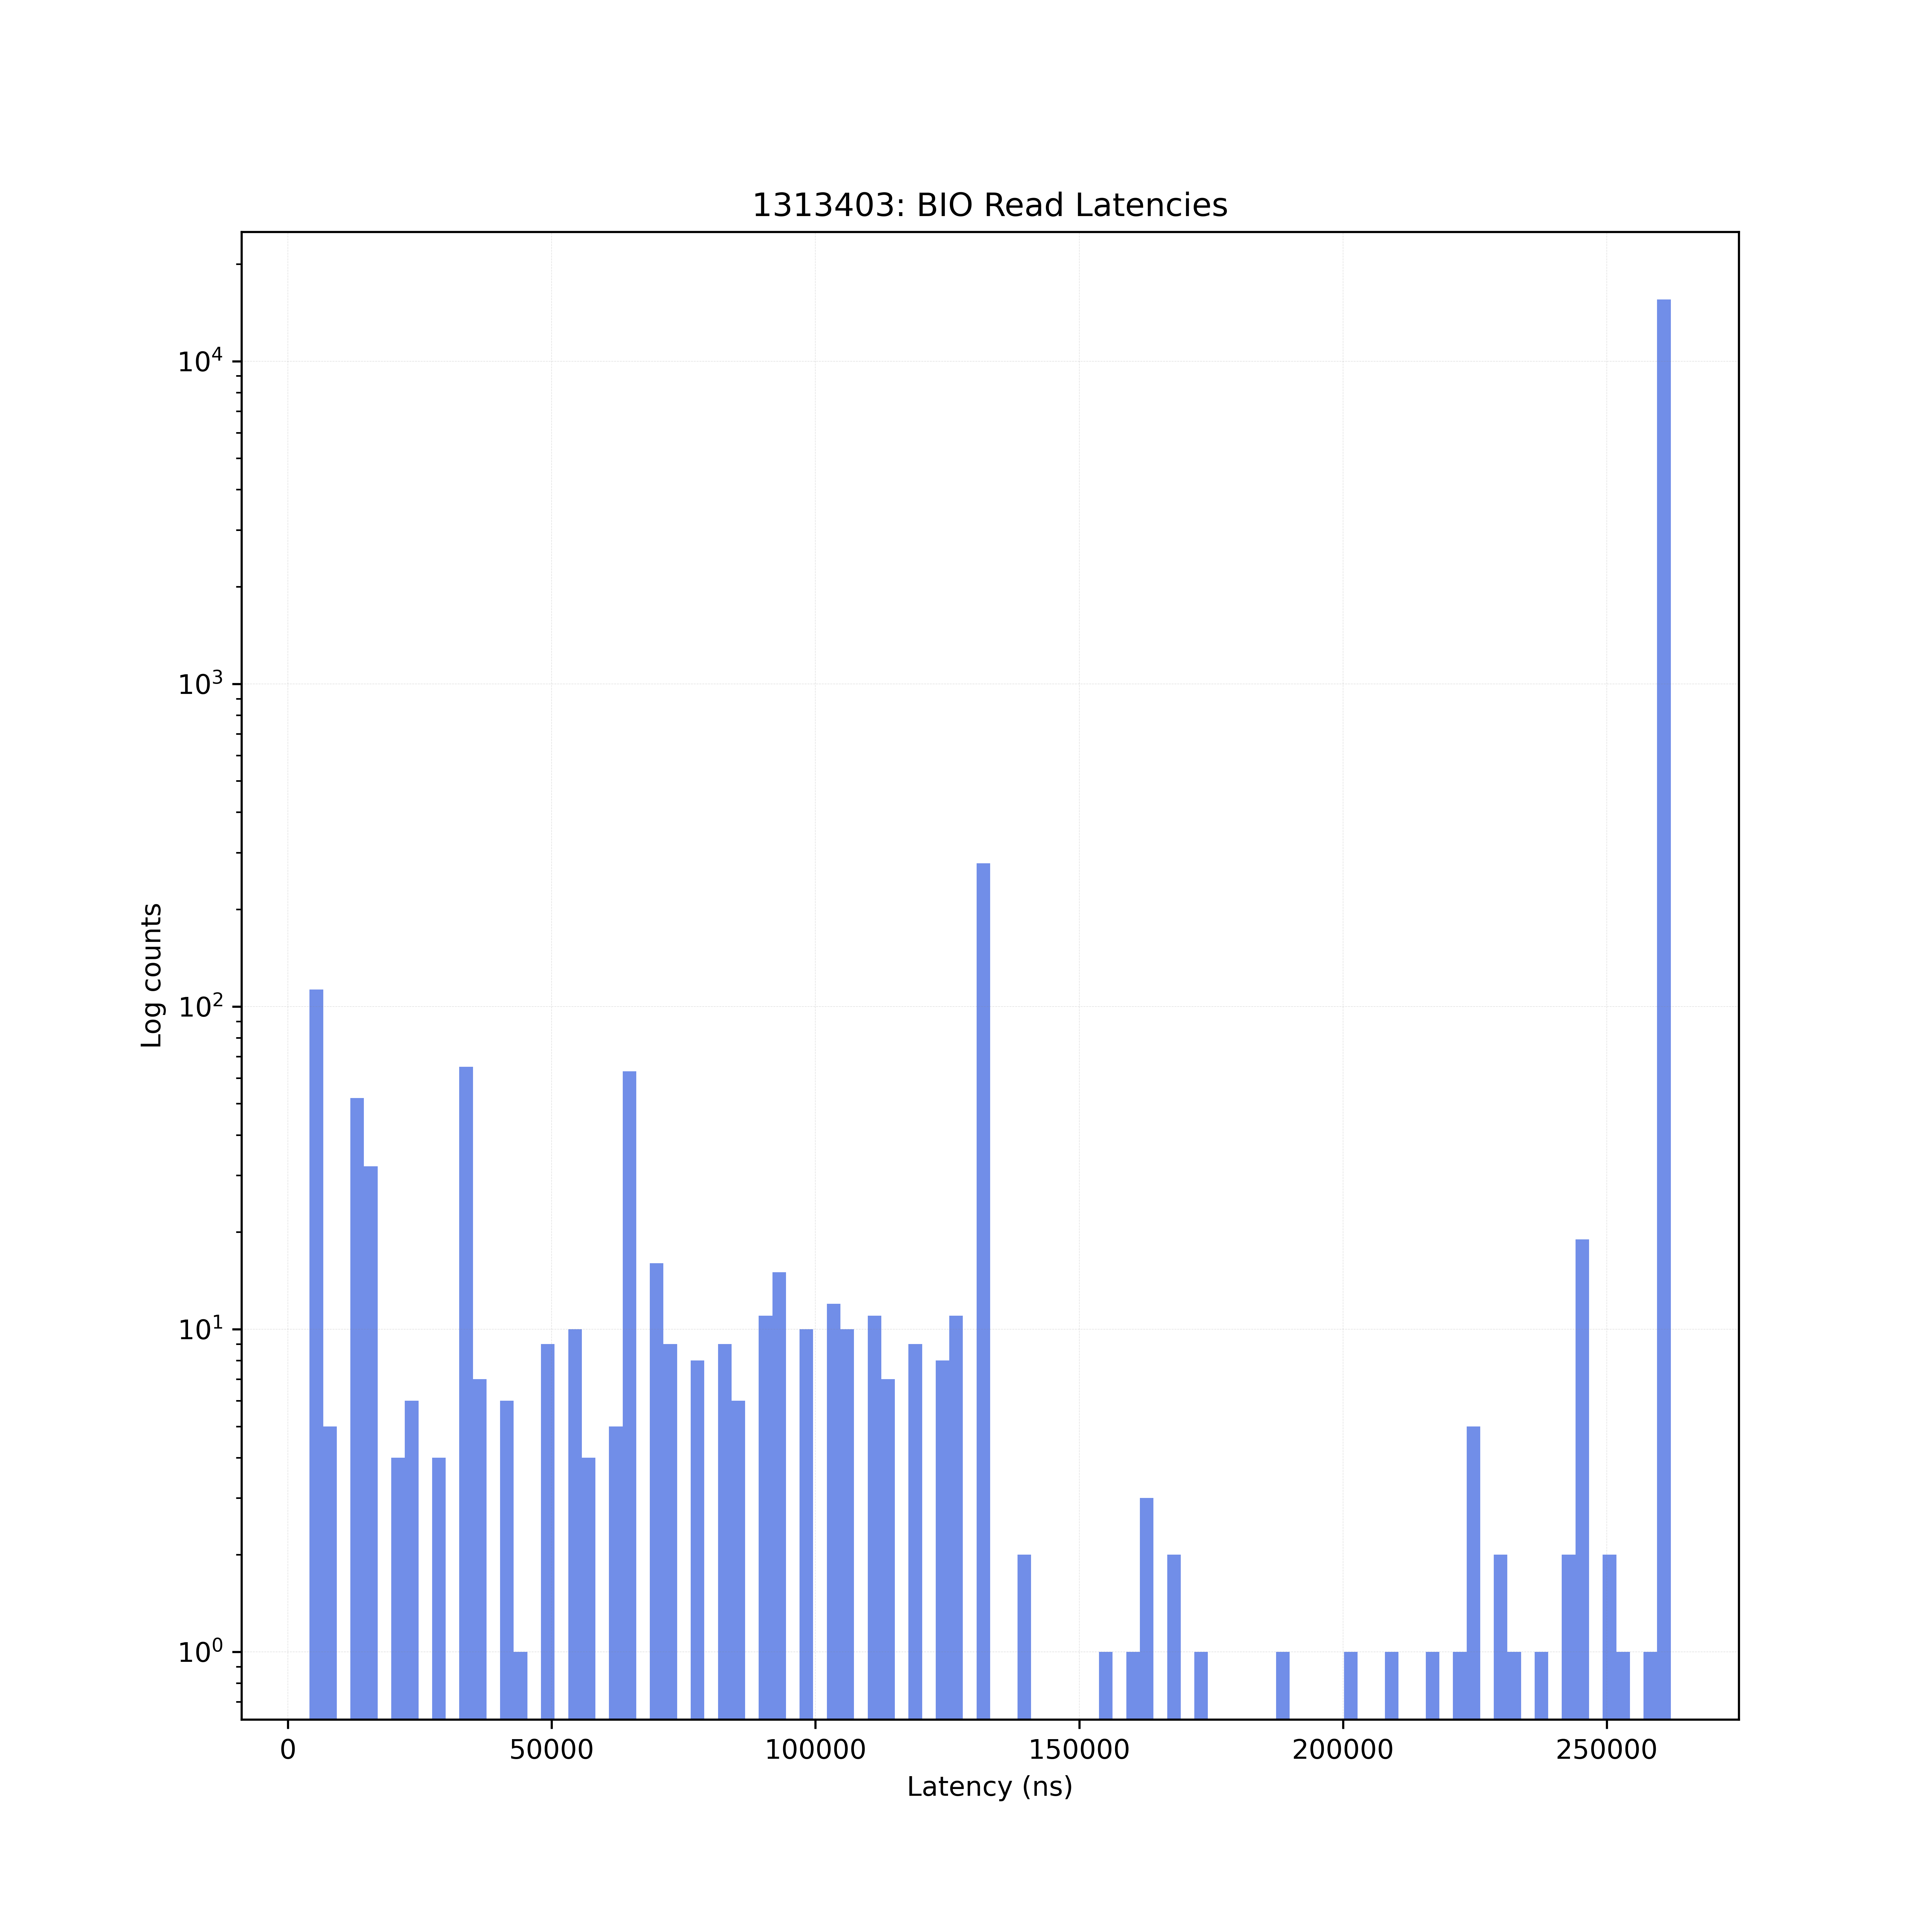 1313403: BIO Read Latencies
10^4
10^3
10^2
10^1
10^0
Log counts
0 50000 100000 150000 200000 250000
Latency (ns)